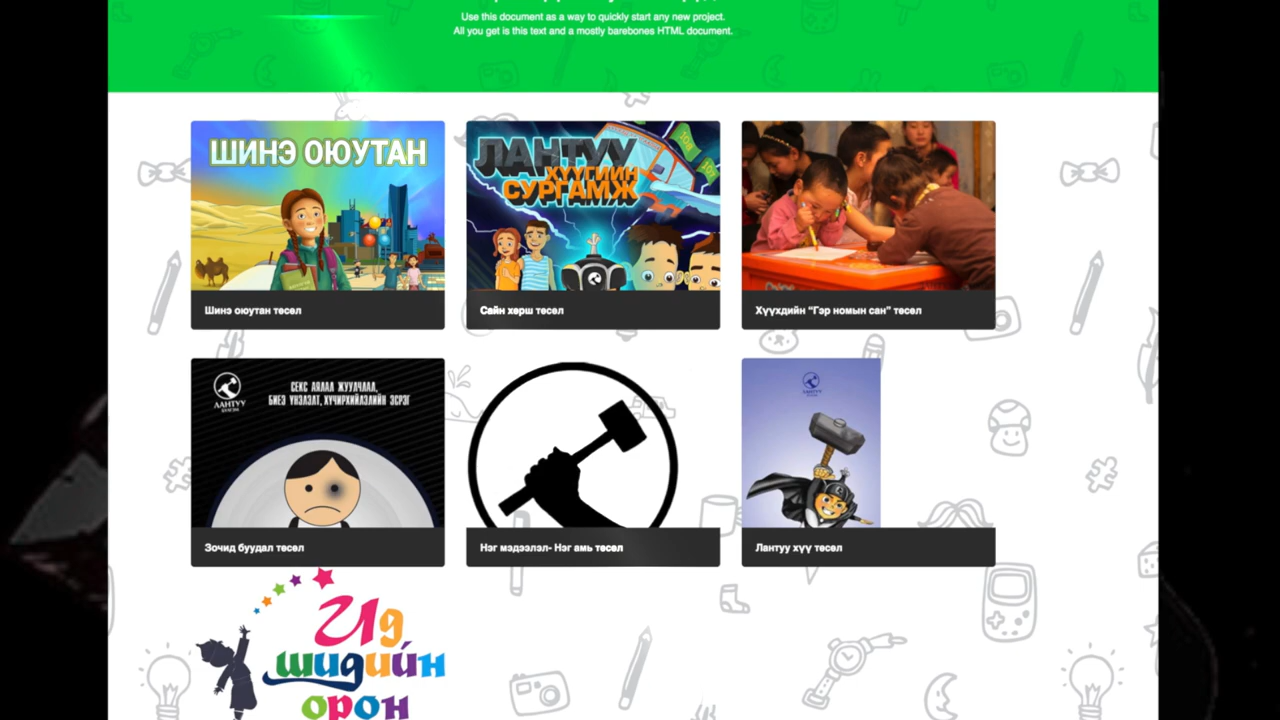 Use this document as a way to quickly start any new project.
All you get is this text and a mostly barebones HTML document.
ШИНЭ ОЮУТАН
Шинэ оюутан төсөл
ЛАНТУУ
ХҮҮГИЙН
СУРГАМЖ
Сайн хөрш төсөл
Хүүхдийн “Гэр номын сан” төсөл
ЛАНТУУ
СЕКС АЯЛАЛ ЖУУЛЧЛАЛ,
БИЕЭ ҮНЭЛЭЛТ, ХҮЧИРХИЙЛЛИЙН ЭСРЭГ
Зочид буудал төсөл
Нэг мэдээлэл- Нэг амь төсөл
ЛАНТУУ
Лантуу хүү төсөл
Ид
шидийн
орон